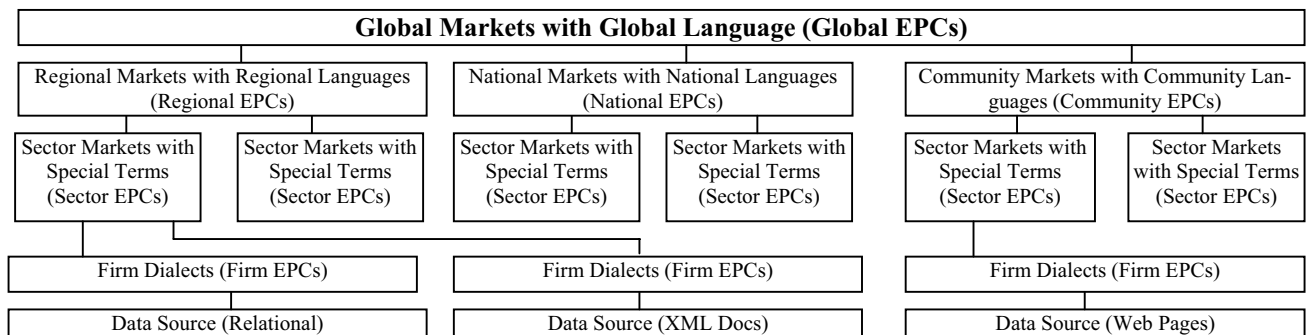 Global Markets with Global Language (Global EPCs)
Regional Markets with Regional Languages
(Regional EPCs)
National Markets with National Languages
(National EPCs)
Community Markets with Community Lan-
guages (Community EPCs)
Sector Markets with
Special Terms
(Sector EPCs)
Sector Markets with
Special Terms
(Sector EPCs)
Sector Markets with
Special Terms
(Sector EPCs)
Sector Markets with
Special Terms
(Sector EPCs)
Sector Markets with
Special Terms
(Sector EPCs)
Sector Markets
with Special Terms
(Sector EPCs)
Firm Dialects (Firm EPCs)
Firm Dialects (Firm EPCs)
Firm Dialects (Firm EPCs)
Data Source (Relational)
Data Source (XML Docs)
Data Source (Web Pages)